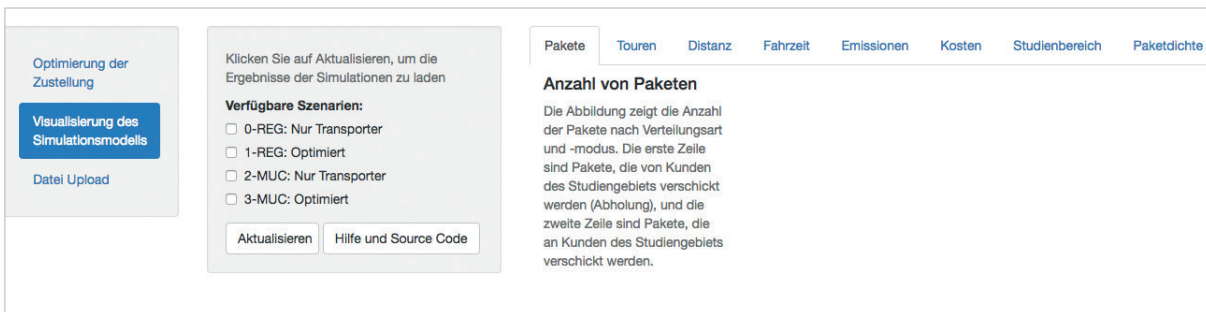 Optimierung der
Zustellung
Visualisierung des
Simulationsmodells
Datei Upload
Klicken Sie auf Aktualisieren, um die
Ergebnisse der Simulationen zu laden
Verfügbare Szenarien:
0-REG: Nur Transporter
1-REG: Optimiert
2-MUC: Nur Transporter
3-MUC: Optimiert
Aktualisieren Hilfe und Source Code
Pakete Touren Distanz Fahrzeit Emissionen Kosten Studienbereich Paketdichte
Anzahl von Paketen
Die Abbildung zeigt die Anzahl
der Pakete nach Verteilungsart
und -modus. Die erste Zeile
sind Pakete, die von Kunden
des Studiengebiets verschickt
werden (Abholung), und die
zweite Zeile sind Pakete, die
an Kunden des Studiengebiets
verschickt werden.